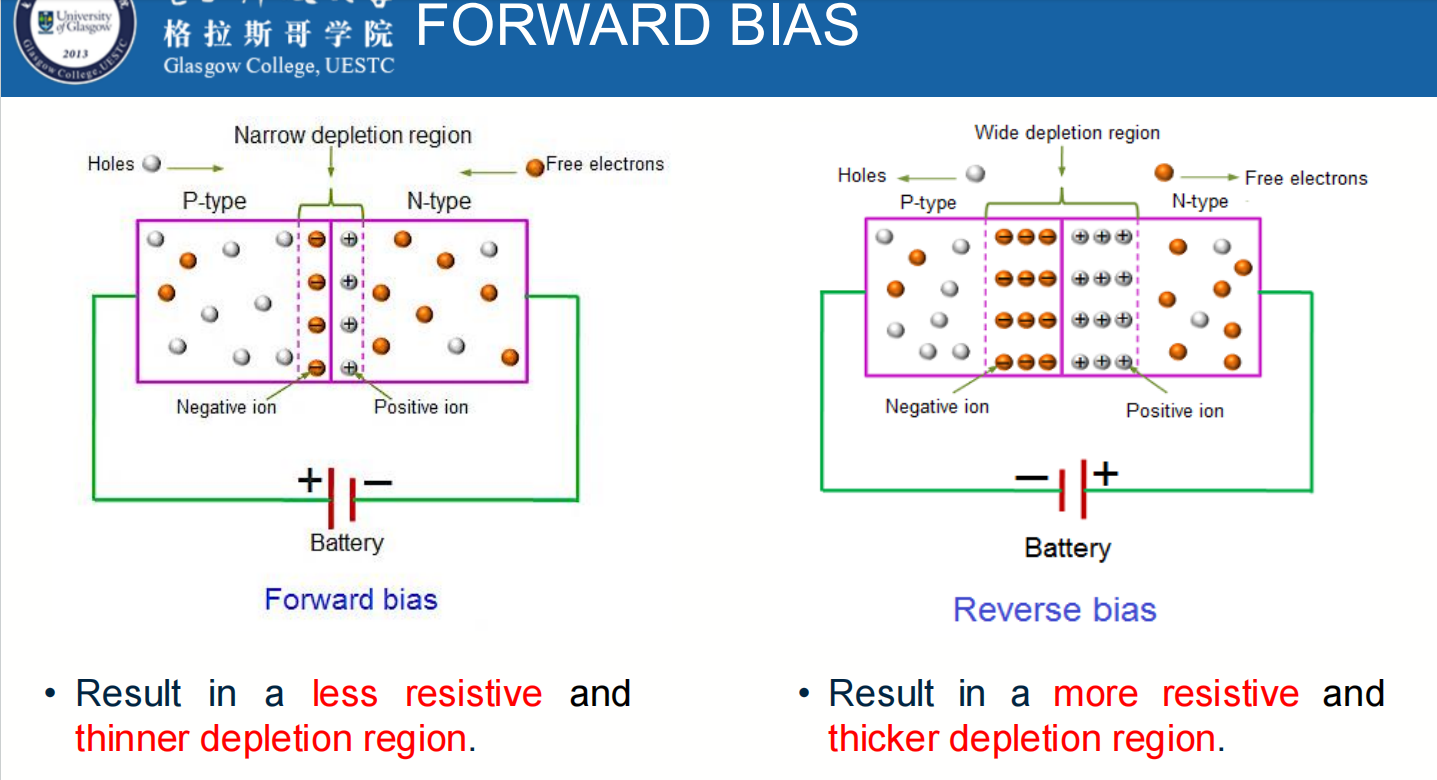 University
of Glasgow
2013
Glasgow College, UESTC
格拉斯哥学院
Glasgow College, UESTC
FORWARD BIAS
Narrow depletion region
Holes
Free electrons
P-type
N-type
Negative ion
Positive ion
+
−
Battery
Forward bias
• Result in a less resistive and
thinner depletion region.
Wide depletion region
Holes
Free electrons
P-type
N-type
Negative ion
Positive ion
−
+
Battery
Reverse bias
• Result in a more resistive and
thicker depletion region.